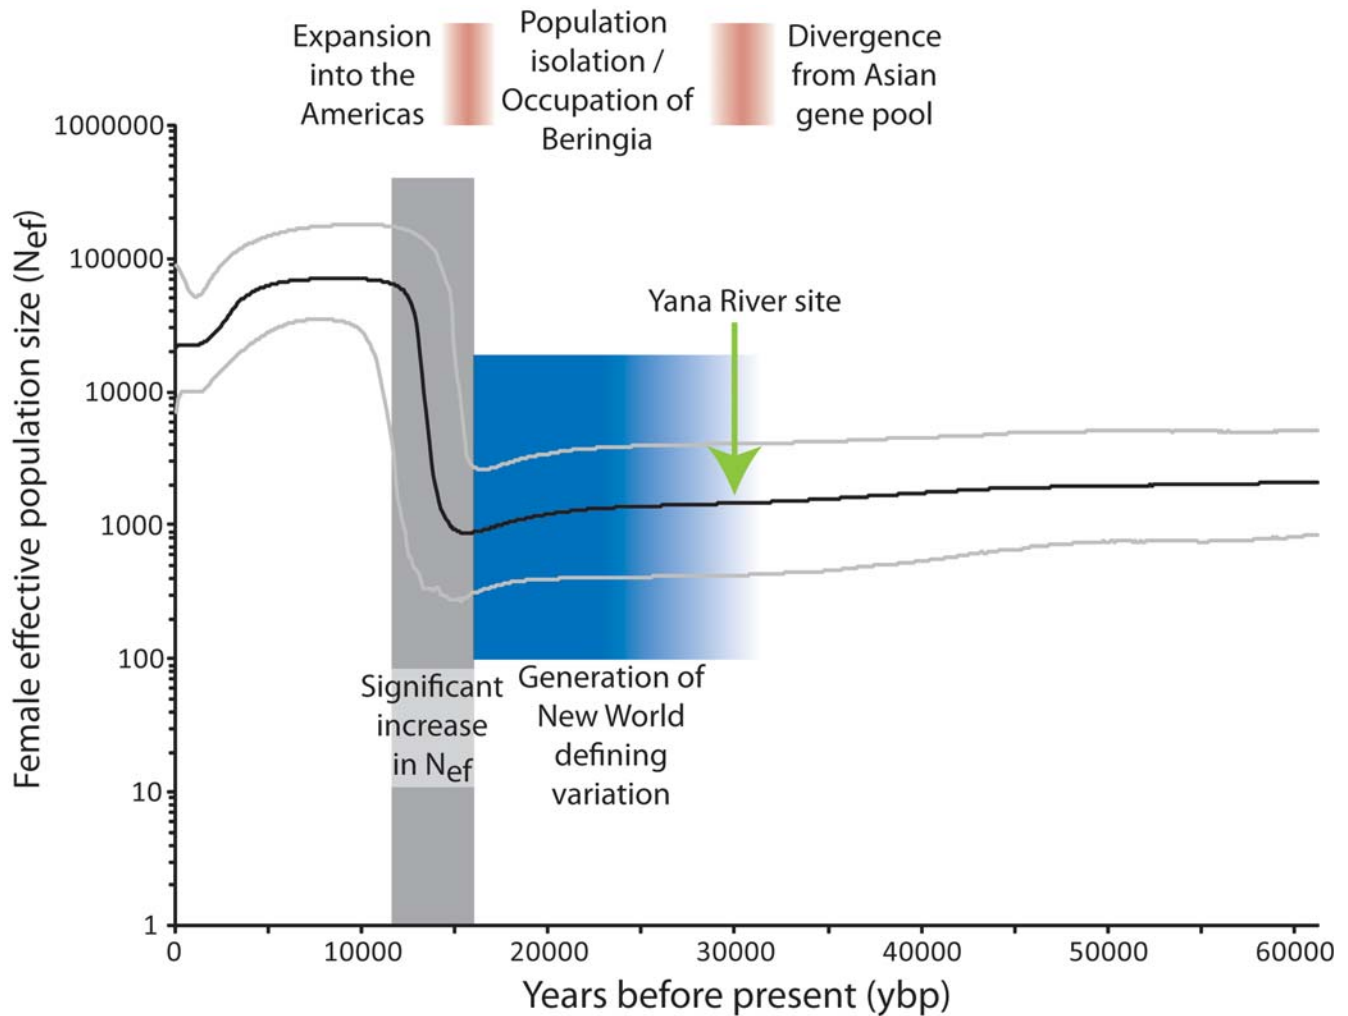 Expansion
into the
Americas
Population
isolation /
Occupation of
Beringia
Divergence
from Asian
gene pool
1000000
100000
10000
1000
100
10
1
Female effective population size (Nef)
Yana River site
Significant
increase
in Nef
Generation of
New World
defining
variation
0
10000
20000
30000
40000
50000
60000
Years before present (ybp)